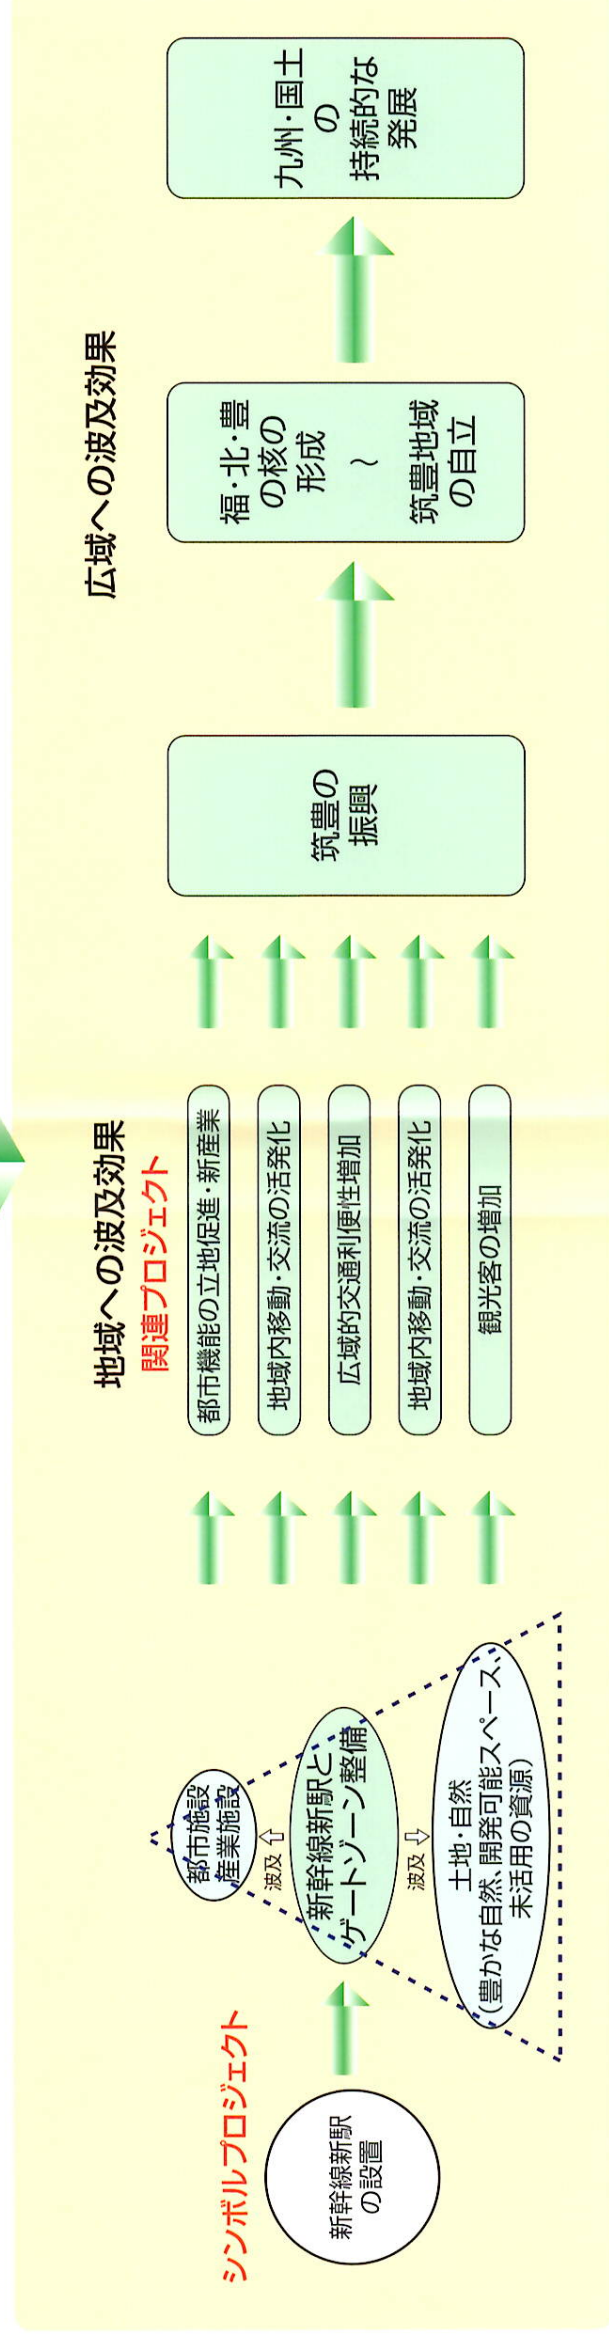 シンボルプロジェクト
新幹線新駅
の設置
都市施設
産業施設
波及
新幹線新駅と
ゲートゾーン整備
波及
土地・自然
(豊かな自然、開発可能スペース、
未活用の資源)
地域への波及効果
関連プロジェクト
都市機能の立地促進・新産業
地域内移動・交流の活発化
広域的交通利便性増加
地域内移動・交流の活発化
観光客の増加
広域への波及効果
筑豊の
振興
福・北・豊
の核の
形成
~
筑豊地域
の自立
九州・国土
の
持続的な
発展